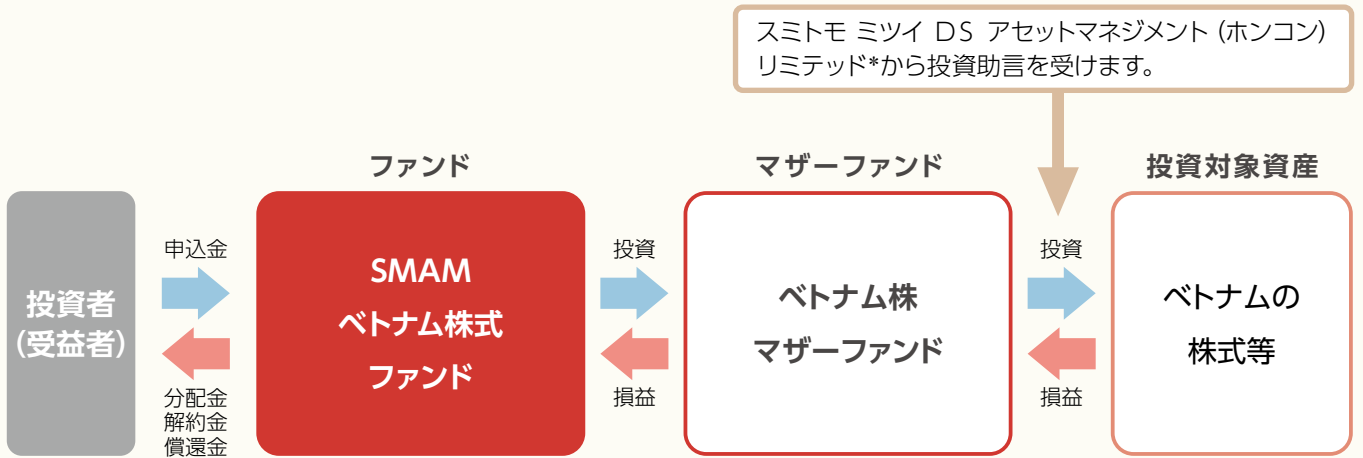 スミトモ ミツイ DS アセットマネジメント (ホンコン)
リミテッド*から投資助言を受けます。
ファンド
マザーファンド
投資対象資産
投資者
(受益者)
申込金
分配金
解約金
償還金
SMAM
ベトナム株式
ファンド
投資
損益
ベトナム株
マザーファンド
投資
損益
ベトナムの
株式等